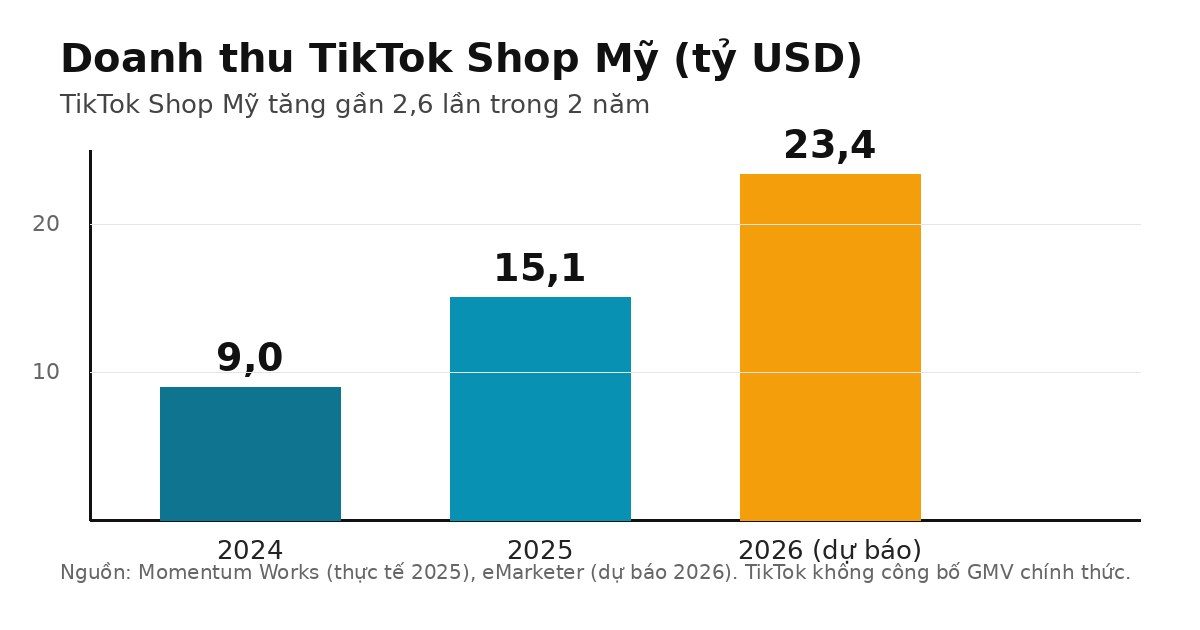 Doanh thu TikTok Shop Mỹ (tỷ USD)
TikTok Shop Mỹ tăng gần 2,6 lần trong 2 năm
23,4
20
15,1
9,0
10
2024
2025
2026 (dự báo)
Nguồn: Momentum Works (thực tế 2025), eMarketer (dự báo 2026). TikTok không công bố GMV chính thức.